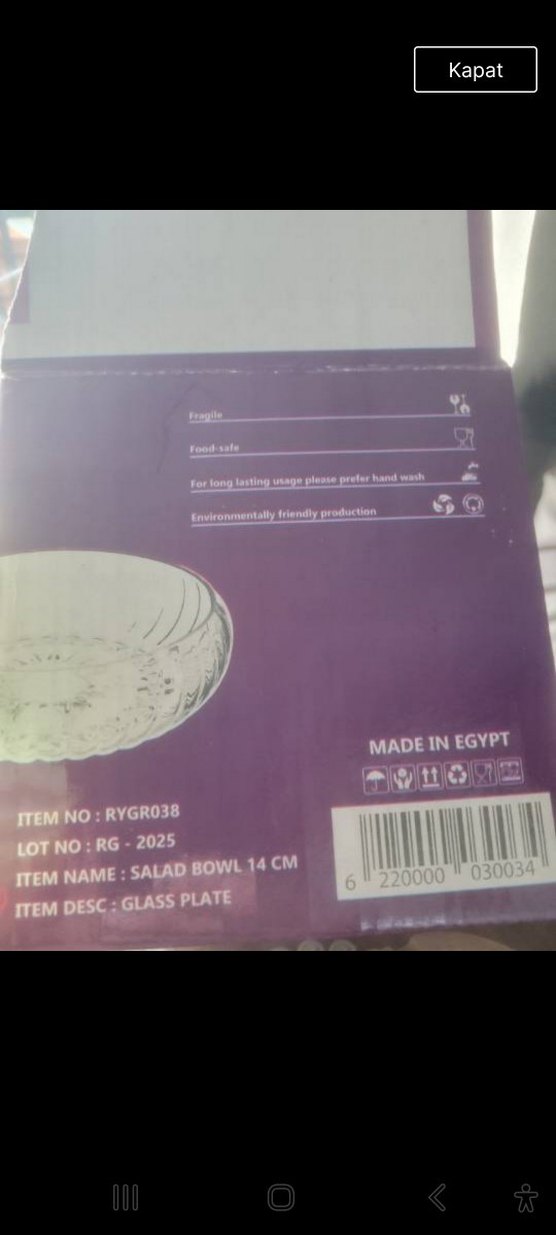 Kapat
Fragile
Food-safe
For long lasting usage please prefer hand wash
Environmentally friendly production
MADE IN EGYPT
ITEM NO : RYGR038
LOT NO : RG - 2025
ITEM NAME : SALAD BOWL 14 CM
ITEM DESC : GLASS PLATE
6 220000 030034